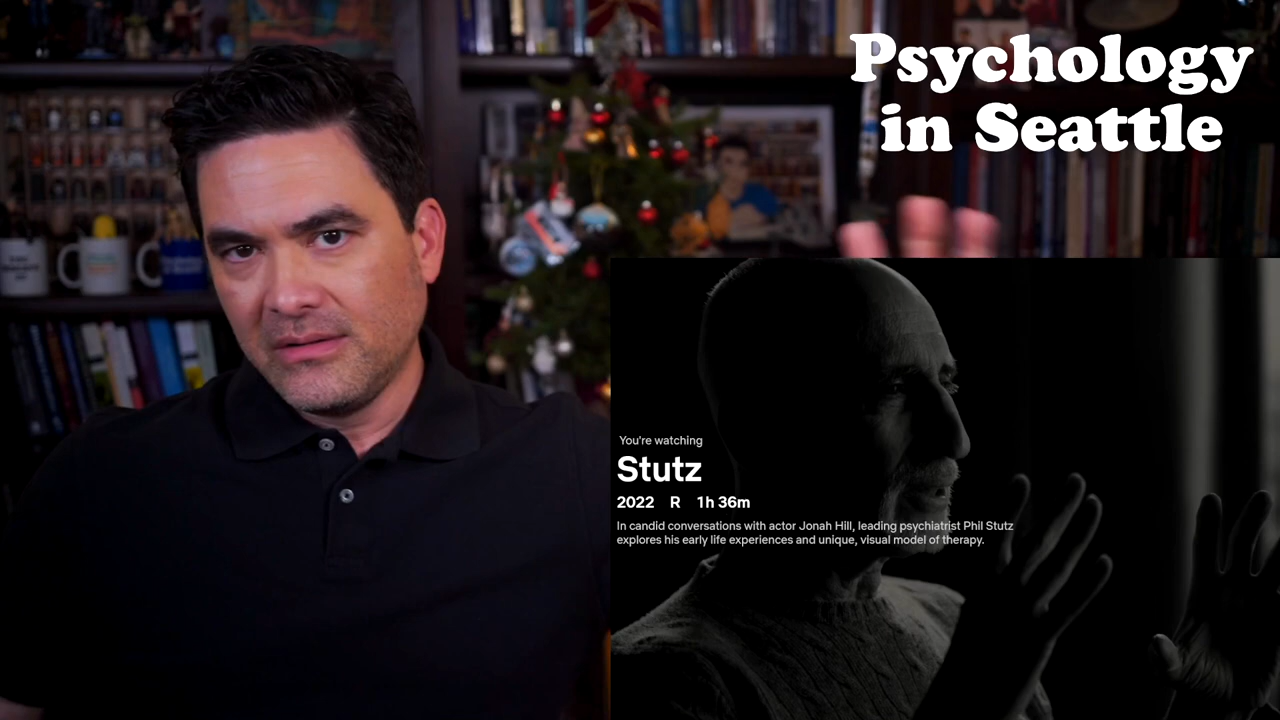 Psychology
in Seattle
You're watching
Stutz
2022 R 1h 36m
In candid conversations with actor Jonah Hill, leading psychiatrist Phil Stutz
explores his early life experiences and unique, visual model of therapy.